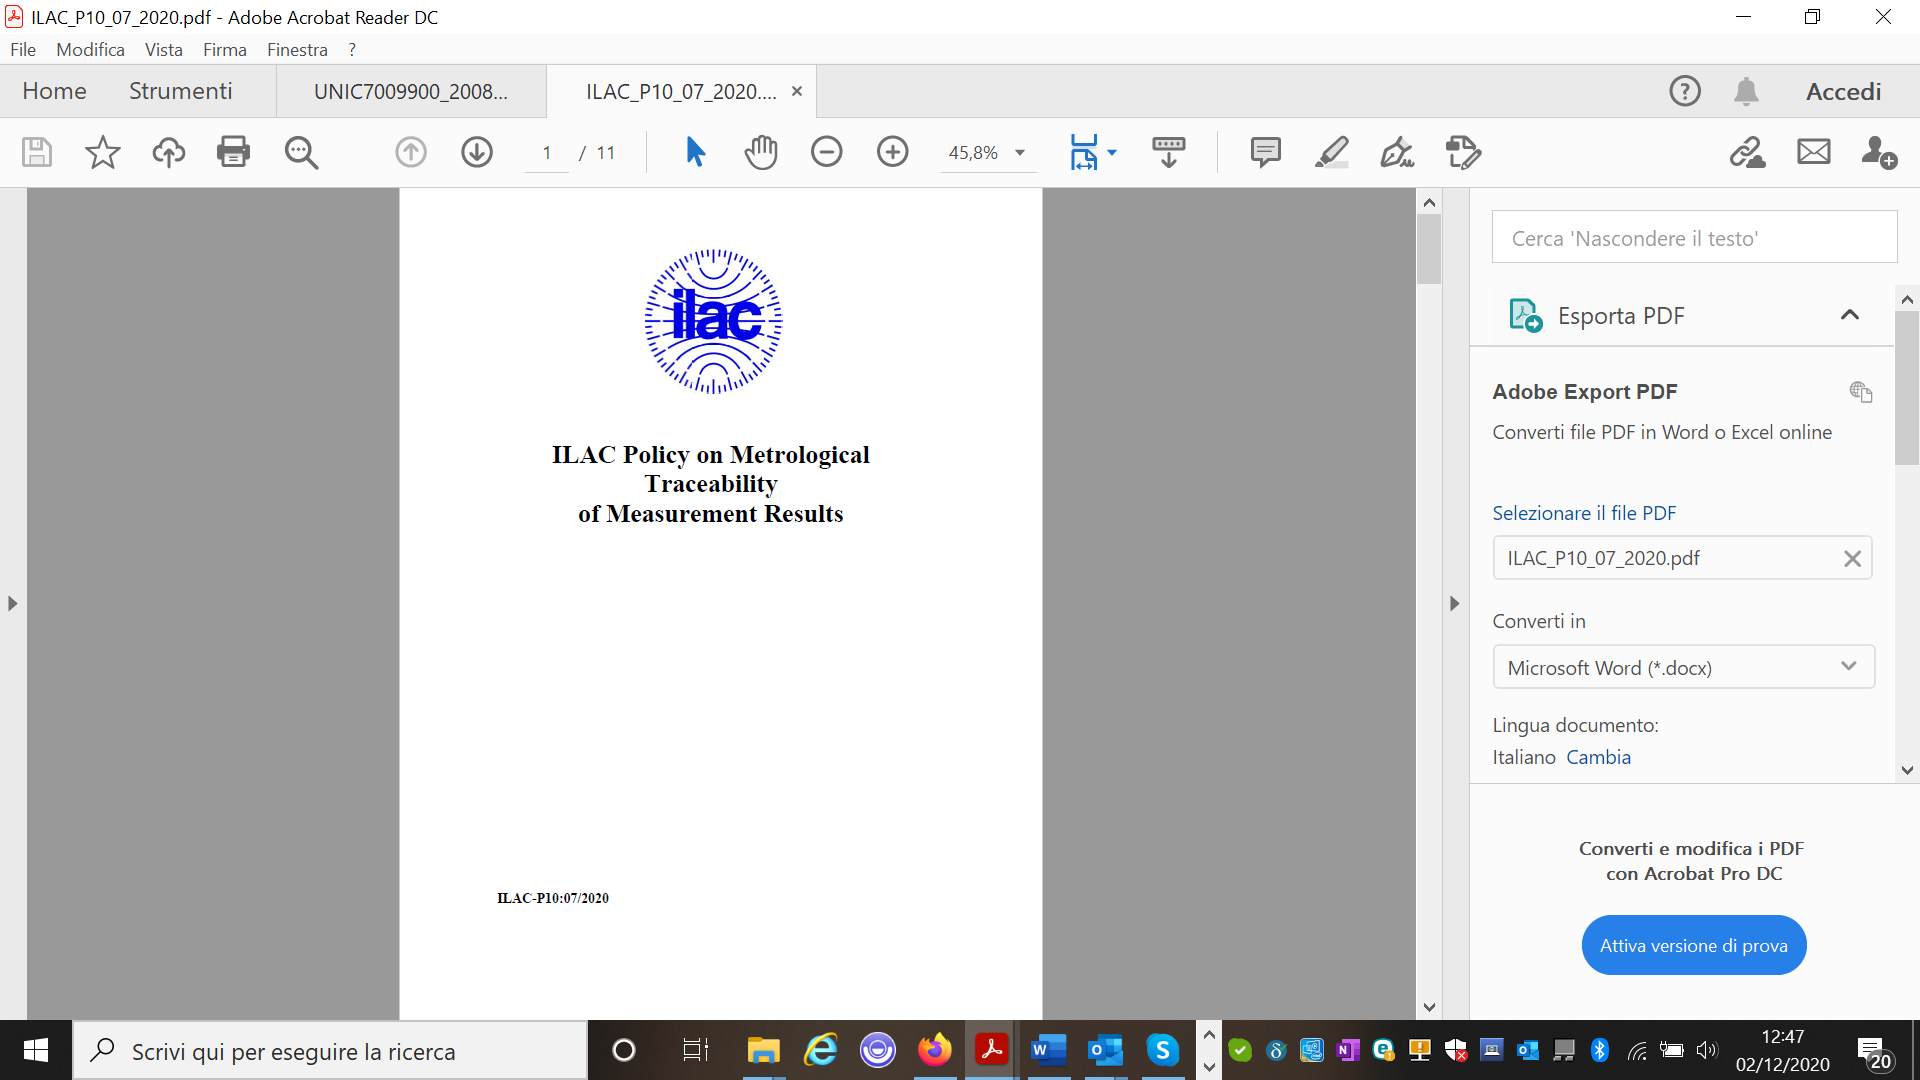 ILAC_P10_07_2020.pdf - Adobe Acrobat Reader DC
File Modifica Vista Firma Finestra ?
Home Strumenti UNIC7009900_2008... ILAC_P10_07_2020.... Accedi
1 / 11 45,8%
Cerca 'Nascondere il testo'
Esporta PDF
Adobe Export PDF
Converti file PDF in Word o Excel online
Selezionare il file PDF
ILAC_P10_07_2020.pdf
Converti in
Microsoft Word (*.docx)
Lingua documento:
Italiano Cambia
Converti e modifica i PDF
con Acrobat Pro DC
Attiva versione di prova
ilac
ILAC Policy on Metrological
Traceability
of Measurement Results
ILAC-P10:07/2020
Scrivi qui per eseguire la ricerca
12:47
02/12/2020
20